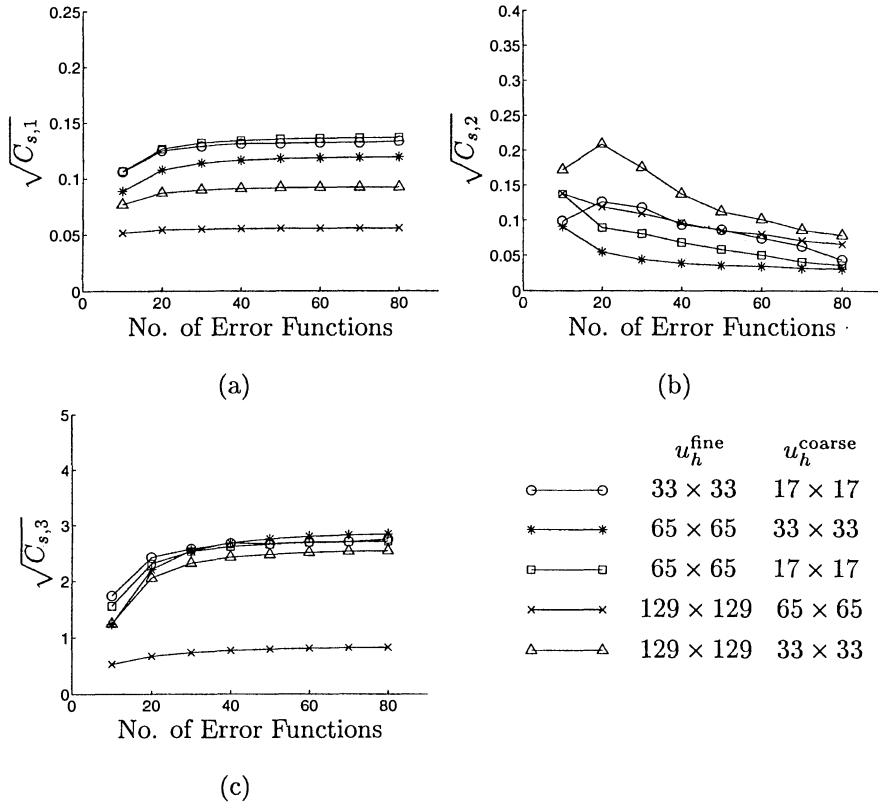 0.25
0.2
0.15
0.1
0.05
0
0 20 40 60 80
√C_{s,1}
No. of Error Functions
(a)
0.4
0.35
0.3
0.25
0.2
0.15
0.1
0.05
0
0 20 40 60 80
√C_{s,2}
No. of Error Functions
(b)
5
4
3
2
1
0
0 20 40 60 80
√C_{s,3}
No. of Error Functions
(c)
u_h^{fine} u_h^{coarse}
33 × 33 17 × 17
65 × 65 33 × 33
65 × 65 17 × 17
129 × 129 65 × 65
129 × 129 33 × 33